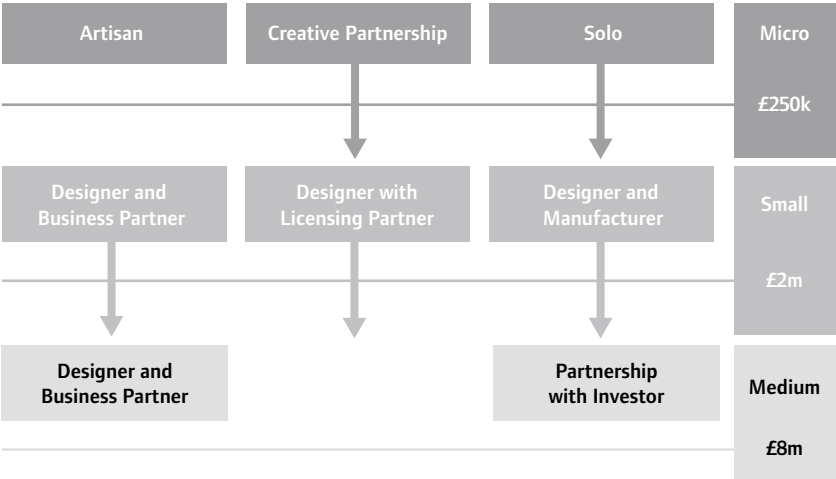 Artisan
Creative Partnership
Solo
Micro
£250k
Designer and
Business Partner
Designer with
Licensing Partner
Designer and
Manufacturer
Small
£2m
Designer and
Business Partner
Partnership
with Investor
Medium
£8m